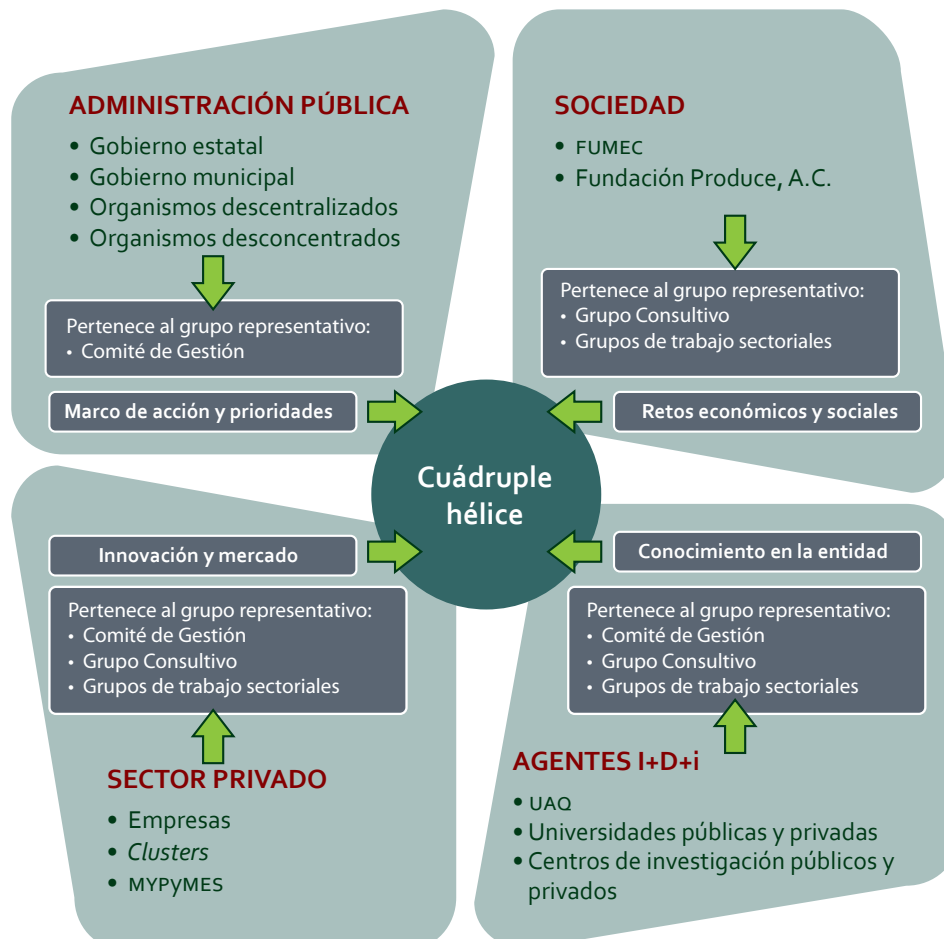 ADMINISTRACIÓN PÚBLICA
• Gobierno estatal
• Gobierno municipal
• Organismos descentralizados
• Organismos desconcentrados
Pertenece al grupo representativo:
• Comité de Gestión
Marco de acción y prioridades
SOCIEDAD
• FUMEC
• Fundación Produce, A.C.
Pertenece al grupo representativo:
• Grupo Consultivo
• Grupos de trabajo sectoriales
Retos económicos y sociales
Cuádruple
hélice
Innovación y mercado
Pertenece al grupo representativo:
• Comité de Gestión
• Grupo Consultivo
• Grupos de trabajo sectoriales
SECTOR PRIVADO
• Empresas
• Clusters
• MYPyMES
Conocimiento en la entidad
Pertenece al grupo representativo:
• Comité de Gestión
• Grupo Consultivo
• Grupos de trabajo sectoriales
AGENTES I+D+i
• UAQ
• Universidades públicas y privadas
• Centros de investigación públicos y
privados